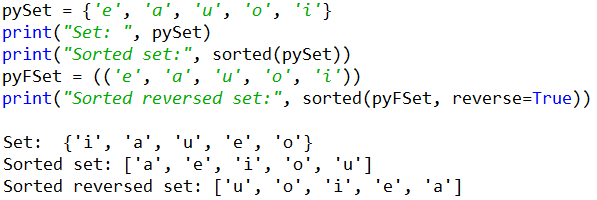 pySet = {'e', 'a', 'u', 'o', 'i'}
print("Set: ", pySet)
print("Sorted set:", sorted(pySet))
pyFSet = (('e', 'a', 'u', 'o', 'i'))
print("Sorted reversed set:", sorted(pyFSet, reverse=True))
Set:  {'i', 'a', 'u', 'e', 'o'}
Sorted set: ['a', 'e', 'i', 'o', 'u']
Sorted reversed set: ['u', 'o', 'i', 'e', 'a']